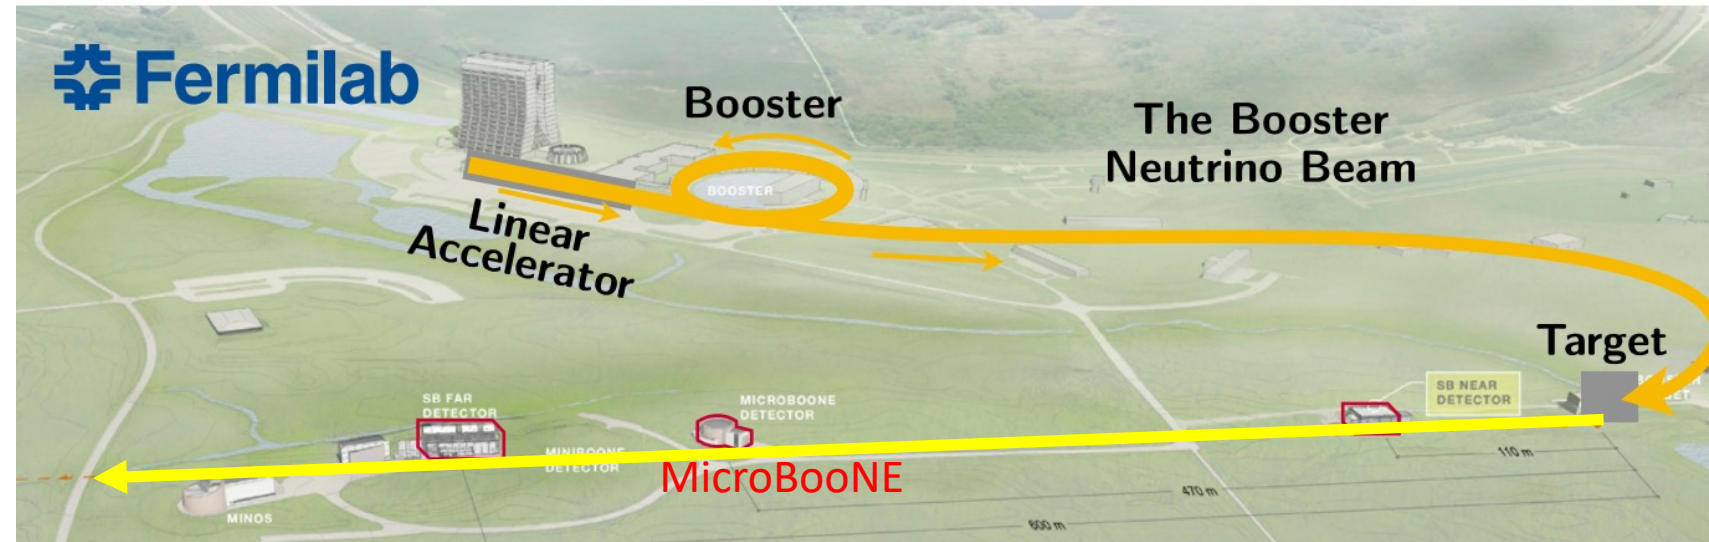 Fermilab
Booster
The Booster
Neutrino Beam
BOOSTER
Linear
Accelerator
Target
SB NEAR
DETECTOR
SB FAR
DETECTOR
MICROBOONE
DETECTOR
MINIBOONE
DETECTOR
MicroBooNE
110 m
470 m
600 m
MINOS